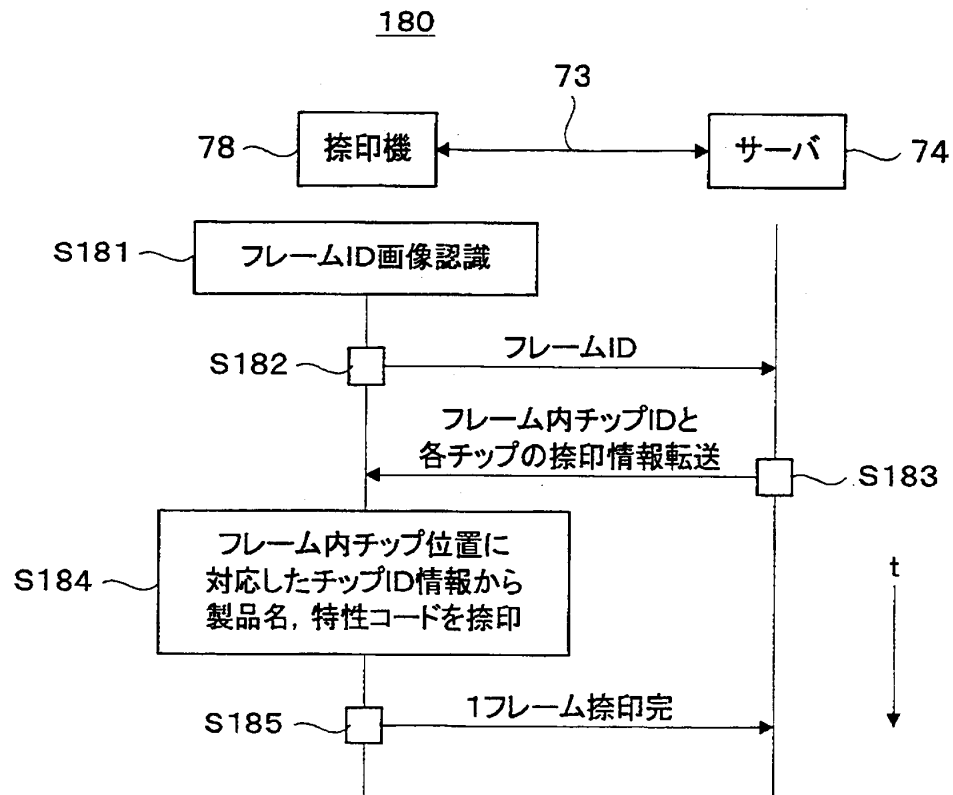 180
73
78
捺印機
サーバ
74
S181
フレームID画像認識
S182
フレームID
フレーム内チップIDと
各チップの捺印情報転送
S183
フレーム内チップ位置に
対応したチップID情報から
製品名，特性コードを捺印
S184
t
S185
1フレーム捺印完